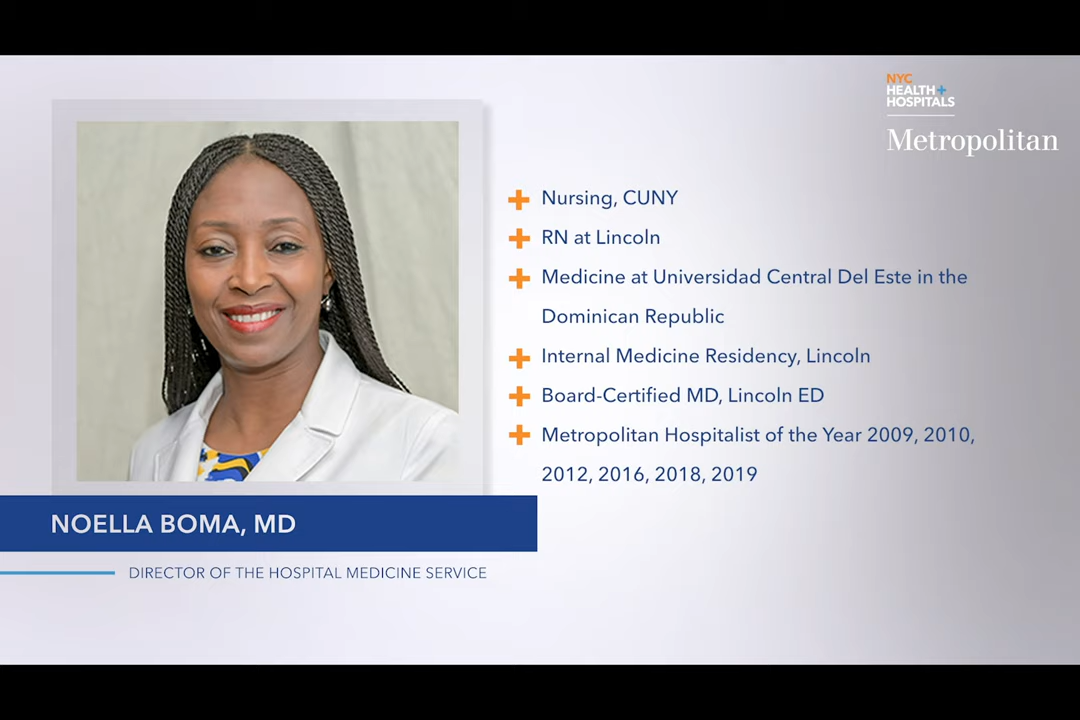 NYC
HEALTH+
HOSPITALS
Metropolitan
Nursing, CUNY
RN at Lincoln
Medicine at Universidad Central Del Este in the
Dominican Republic
Internal Medicine Residency, Lincoln
Board-Certified MD, Lincoln ED
Metropolitan Hospitalist of the Year 2009, 2010,
2012, 2016, 2018, 2019
NOELLA BOMA, MD
DIRECTOR OF THE HOSPITAL MEDICINE SERVICE